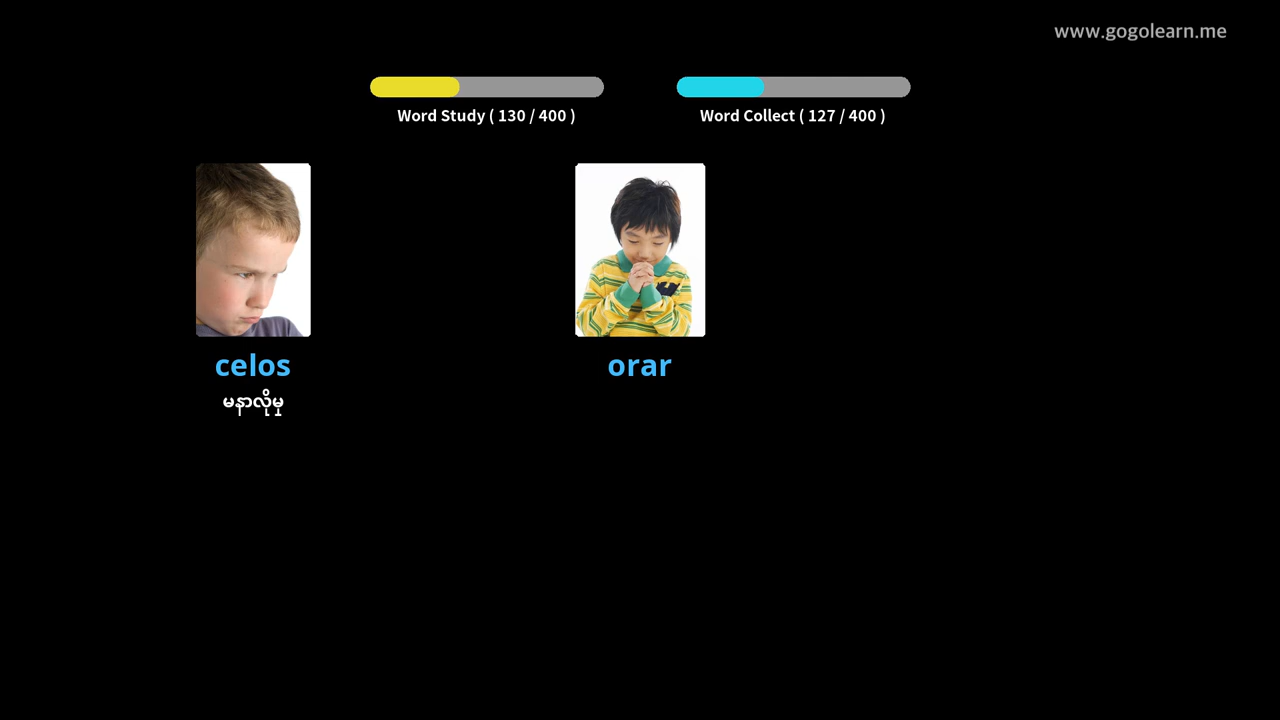 www.gogolearn.me
Word Study ( 130 / 400 )
Word Collect ( 127 / 400 )
celos
orar
မနာလိုမှု